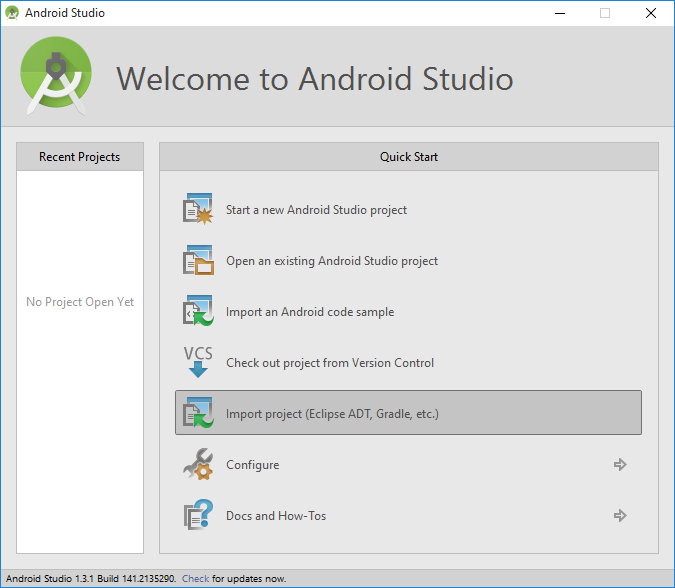 Android Studio
Welcome to Android Studio
Recent Projects
No Project Open Yet
Quick Start
Start a new Android Studio project
Open an existing Android Studio project
Import an Android code sample
VCS
Check out project from Version Control
Import project (Eclipse ADT, Gradle, etc.)
Configure
?
Docs and How-Tos
Android Studio 1.3.1 Build 141.2135290. Check for updates now.